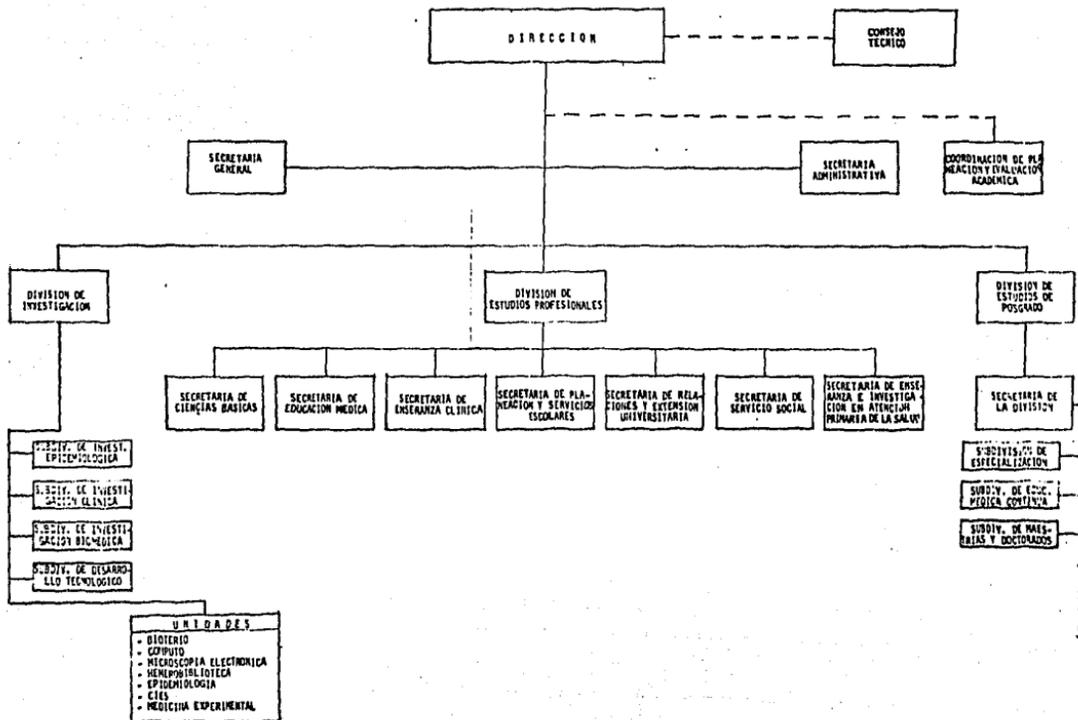 DIRECCION
CONSEJO
TECNICO
SECRETARIA
GENERAL
SECRETARIA
ADMINISTRATIVA
COORDINACION DE PLA
NEACION Y EVALUACION
ACADEMICA
DIVISION DE
INVESTIGACION
DIVISION DE
ESTUDIOS PROFESIONALES
DIVISION DE
ESTUDIOS DE
POSGRADO
SECRETARIA DE
CIENCIAS BASICAS
SECRETARIA DE
EDUCACION MEDICA
SECRETARIA DE
ENSEÑANZA CLINICA
SECRETARIA DE PLA-
NEACION Y SERVICIOS
ESCOLARES
SECRETARIA DE RELA-
CIONES Y EXTENSION
UNIVERSITARIA
SECRETARIA DE
SERVICIO SOCIAL
SECRETARIA DE ENSE-
ÑANZA E INVESTIGA-
CION EN ATENCION
PRIMARIA DE LA SALUD
SECRETARIA DE
LA DIVISION
SUBDIV. DE INVEST.
EPIDEMIOLOGICA
SUBDIV. DE INVESTI-
GACION CLINICA
SUBDIV. DE INVESTI-
GACION BIOMEDICA
SUBDIV. DE DESARRO-
LLO TECNOLOGICO
SUBDIVISION DE
ESPECIALIZACION
SUBDIV. DE EDUC.
MEDICA CONTINUA
SUBDIV. DE MAES-
TRIAS Y DOCTORADOS
UNIDADES
- BIOTERIO
- COMPUTO
- MICROSCOPIA ELECTRONICA
- HEMEROBIBLIOTECA
- EPIDEMIOLOGIA
- CIES
- MEDICINA EXPERIMENTAL